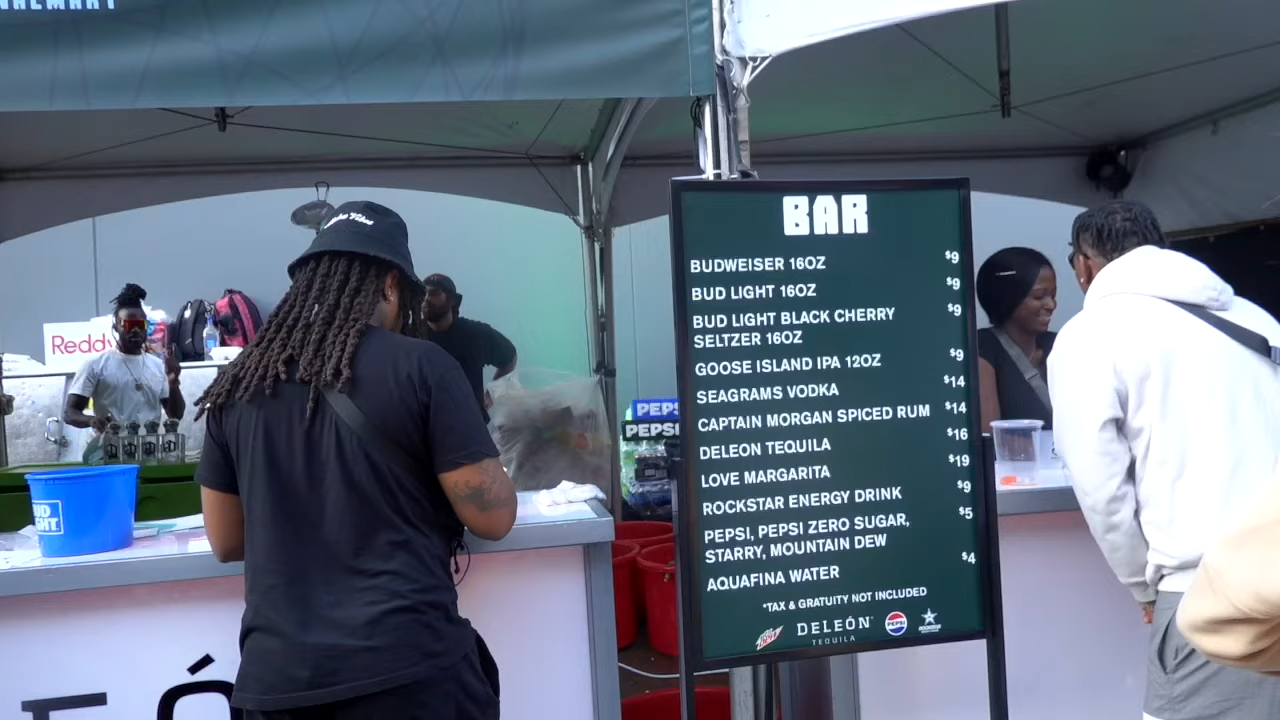 BAR
BUDWEISER 16OZ $9
BUD LIGHT 16OZ $9
BUD LIGHT BLACK CHERRY $9
SELTZER 16OZ
GOOSE ISLAND IPA 12OZ $9
SEAGRAMS VODKA $14
CAPTAIN MORGAN SPICED RUM $14
DELEON TEQUILA $16
LOVE MARGARITA $19
ROCKSTAR ENERGY DRINK $9
PEPSI, PEPSI ZERO SUGAR, $5
STARRY, MOUNTAIN DEW
AQUAFINA WATER $4
*TAX & GRATUITY NOT INCLUDED
DELEÓN
TEQUILA
PEPSI
ROCKSTAR
Reddy
PEPS
PEPS